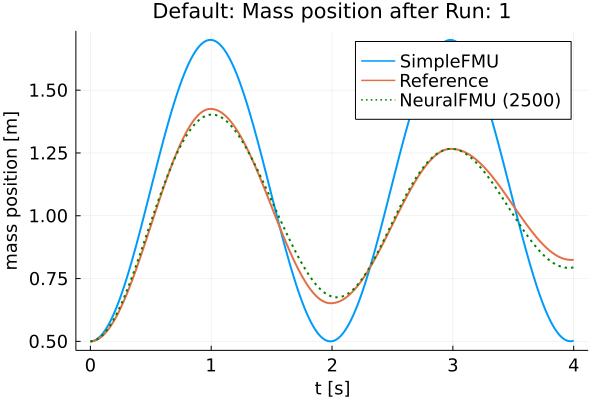 Default: Mass position after Run: 1
SimpleFMU
Reference
NeuralFMU (2500)
mass position [m]
1.50
1.25
1.00
0.75
0.50
0 1 2 3 4
t [s]